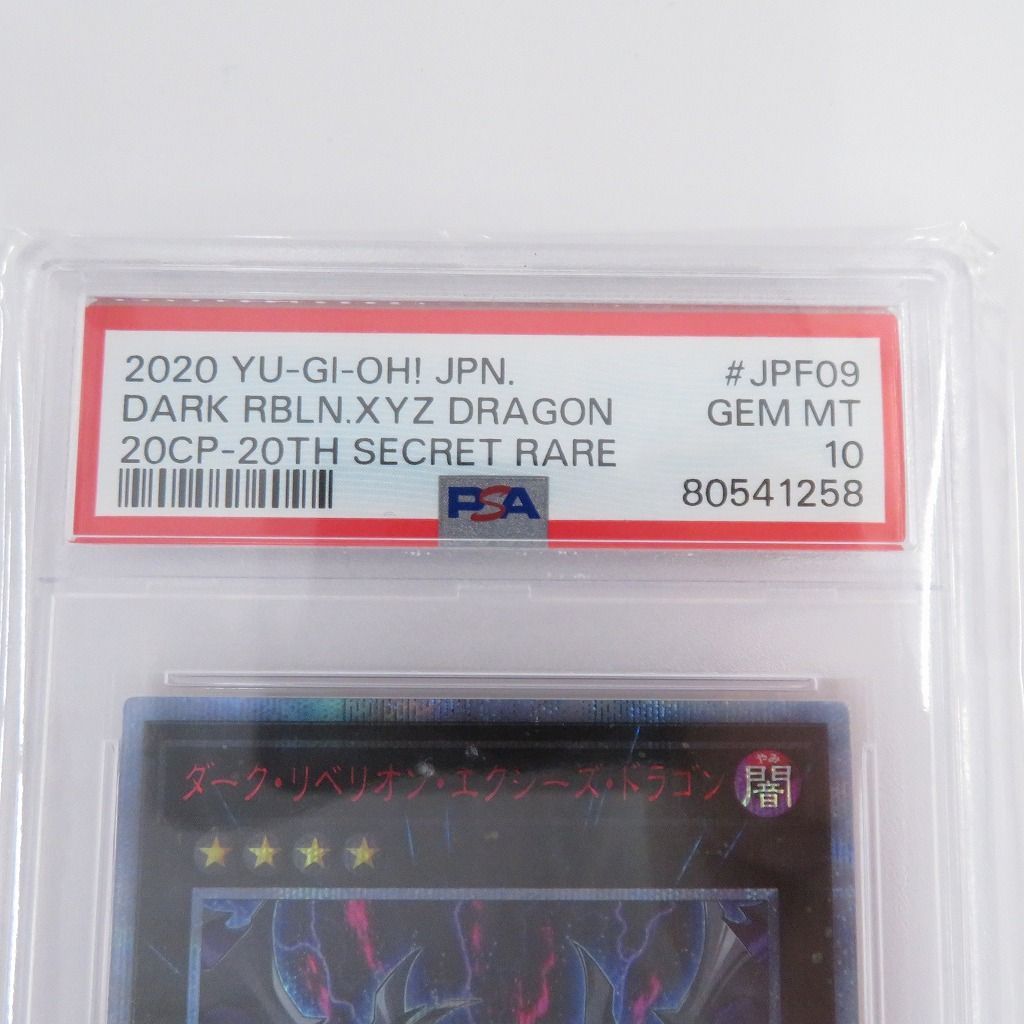 2020 YU-GI-OH! JPN. #JPF09
DARK RBLN.XYZ DRAGON GEM MT
20CP-20TH SECRET RARE 10
PSA 80541258
ダーク・リベリオン・エクシーズ・ドラゴン
やみ
闇